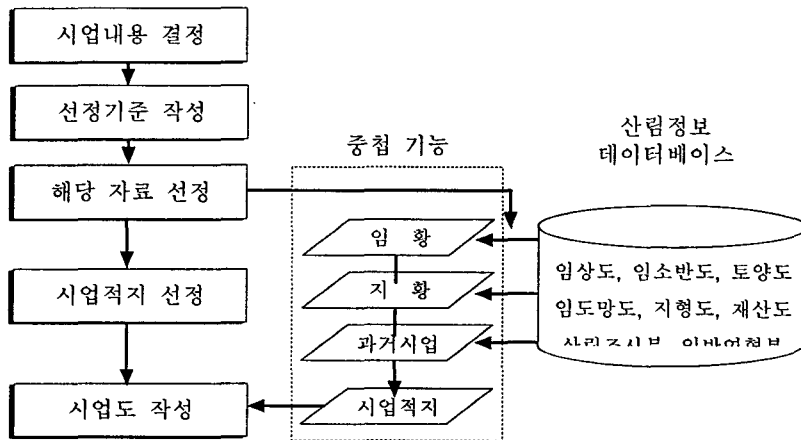 시업내용 결정
선정기준 작성
해당 자료 선정
시업적지 선정
시업도 작성
중첩 기능
임 황
지 황
과거시업
시업적지
산림정보
데이터베이스
임상도, 임소반도, 토양도
임도망도, 지형도, 재산도